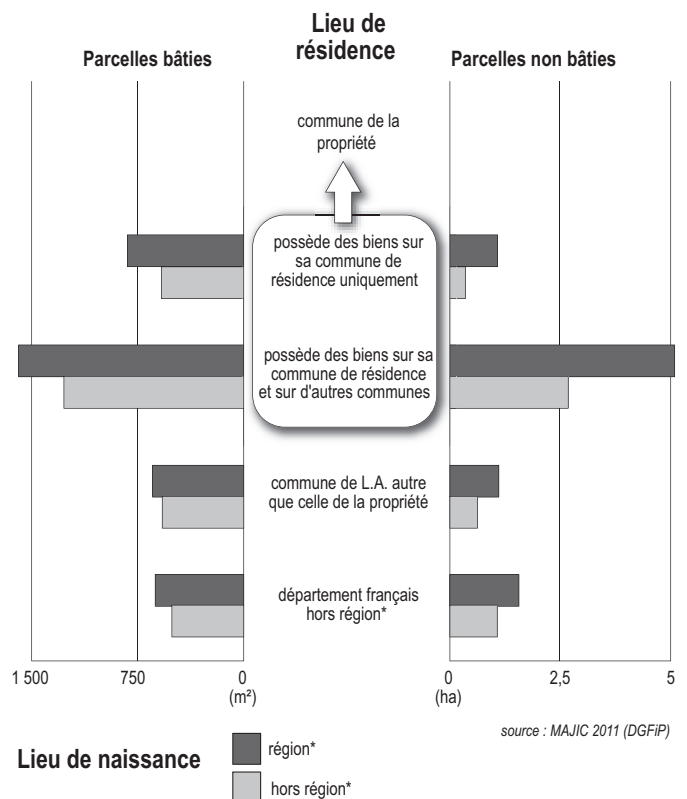 Lieu de
résidence
Parcelles bâties
Parcelles non bâties
commune de la
propriété
possède des biens sur
sa commune de
résidence uniquement
possède des biens sur sa
commune de résidence
et sur d'autres communes
commune de L.A. autre
que celle de la propriété
département français
hors région*
1 500 750 0
(m²)
0 2,5 5
(ha)
source : MAJIC 2011 (DGFiP)
Lieu de naissance
région*
hors région*